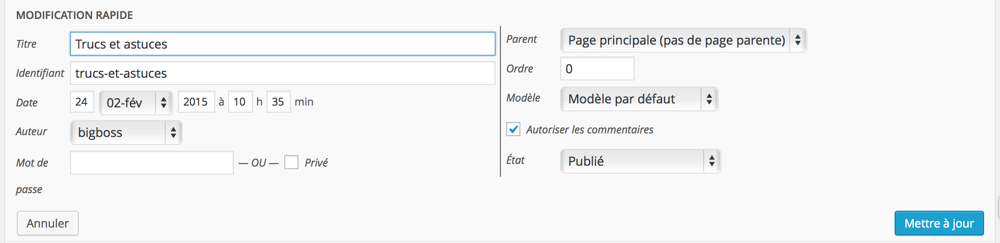 MODIFICATION RAPIDE
Titre Trucs et astuces
Identifiant trucs-et-astuces
Date 24 02-fév 2015 à 10 h 35 min
Auteur bigboss
Mot de passe — OU — Privé
Parent Page principale (pas de page parente)
Ordre 0
Modèle Modèle par défaut
Autoriser les commentaires
État Publié
Annuler Mettre à jour